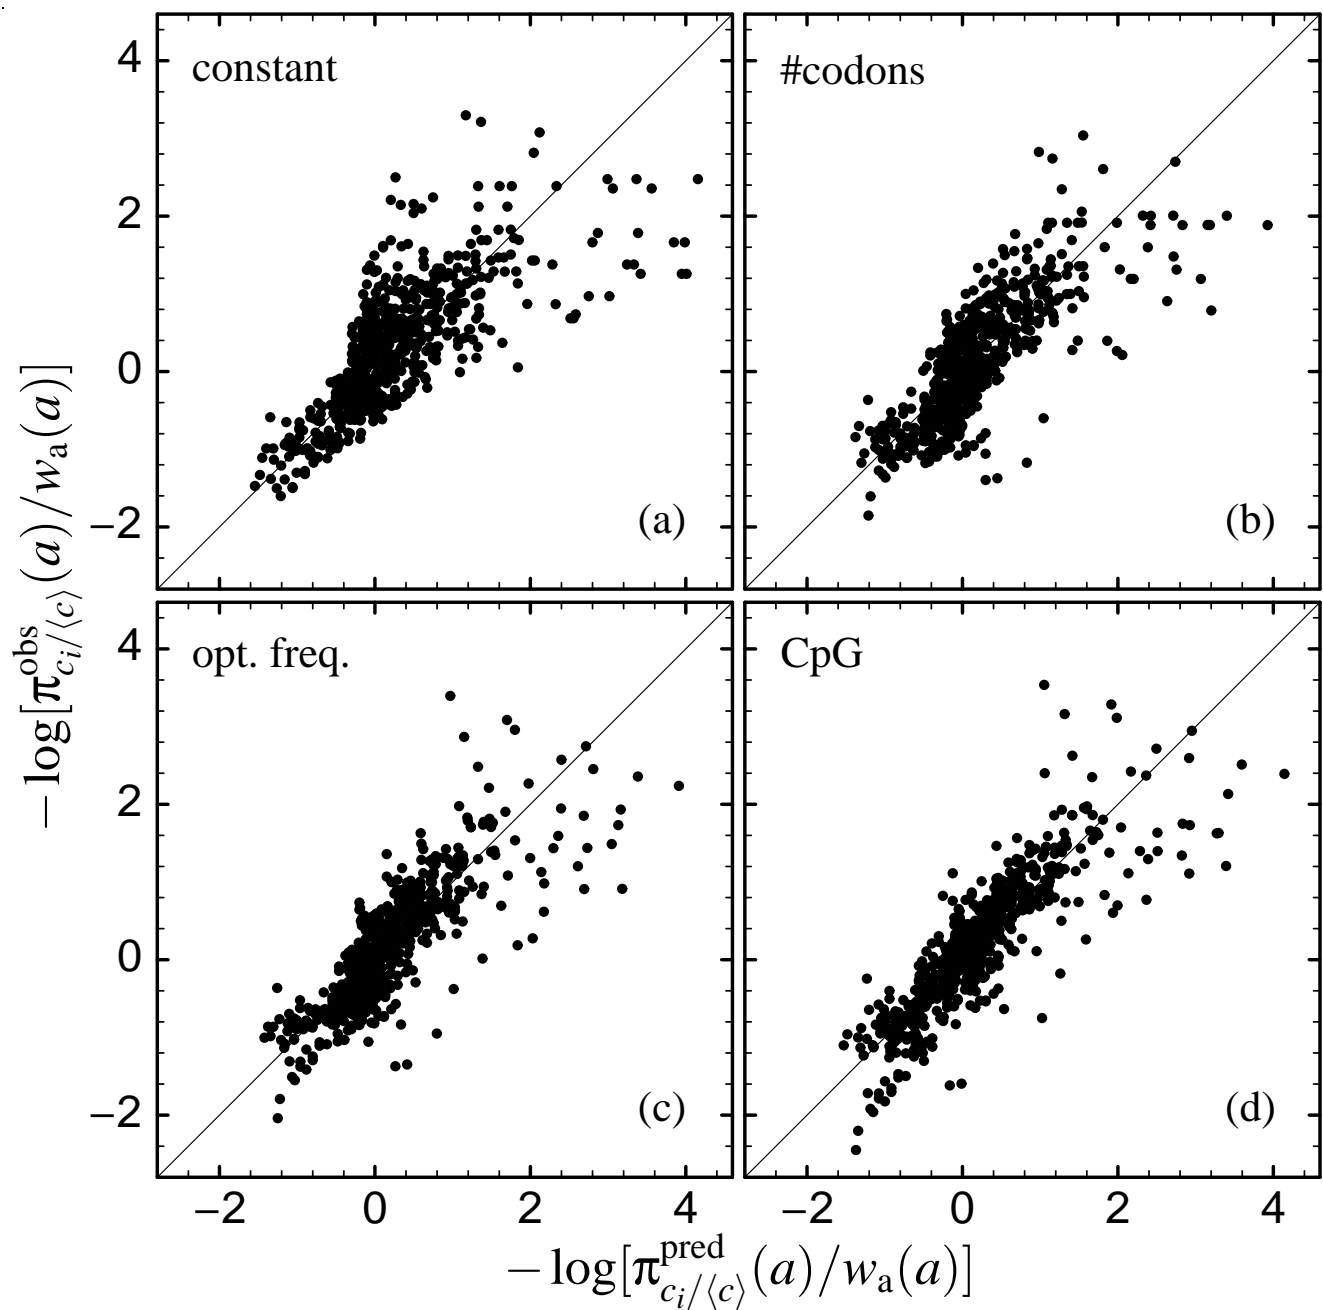 constant
#codons
(a)
(b)
opt. freq.
CpG
(c)
(d)
4
2
0
−2
4
2
0
−2
−2 0 2 4 −2 0 2 4
−log[π^obs_{c_i/⟨c⟩}(a)/w_a(a)]
−log[π^pred_{c_i/⟨c⟩}(a)/w_a(a)]